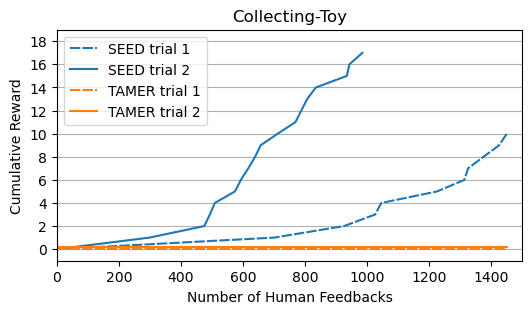 Collecting-Toy
SEED trial 1
SEED trial 2
TAMER trial 1
TAMER trial 2
Cumulative Reward
18
16
14
12
10
8
6
4
2
0
0 200 400 600 800 1000 1200 1400
Number of Human Feedbacks